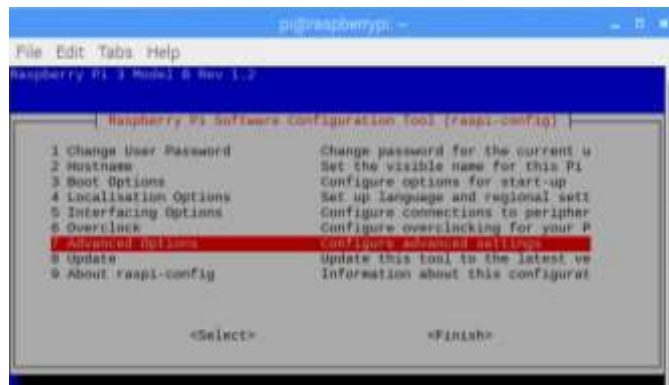 pi@raspberrypi: ~
File Edit Tabs Help
Raspberry Pi 3 Model B Rev 1.2
Raspberry Pi Software Configuration Tool (raspi-config)
1 Change User Password Change password for the current u
2 Hostname Set the visible name for this Pi
3 Boot Options Configure options for start-up
4 Localisation Options Set up language and regional sett
5 Interfacing Options Configure connections to peripher
6 Overclock Configure overclocking for your P
7 Advanced Options Configure advanced settings
8 Update Update this tool to the latest ve
9 About raspi-config Information about this configurat
<Select> <Finish>